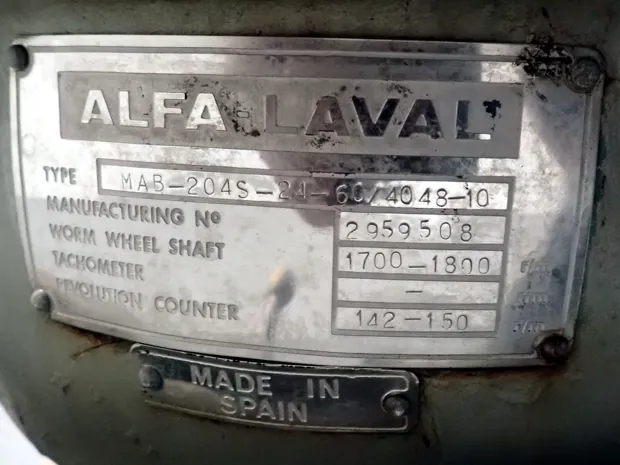 ALFA-LAVAL
TYPE MAB-204S-24-60/4048-10
MANUFACTURING Nº 2959508
WORM WHEEL SHAFT 1700-1800
TACHOMETER -
REVOLUTION COUNTER 142-150
MADE IN
SPAIN